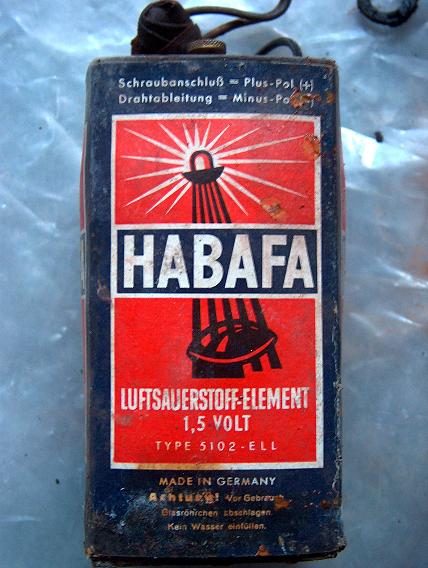 Schraubanschluß = Plus-Pol (+)
Drahtableitung = Minus-Pol (-)
HABAFA
LUFTSAUERSTOFF-ELEMENT
1,5 VOLT
TYPE 5102-ELL
MADE IN GERMANY
Achtung! Vor Gebrauch
Glasröhrchen abschlagen.
Kein Wasser einfüllen.